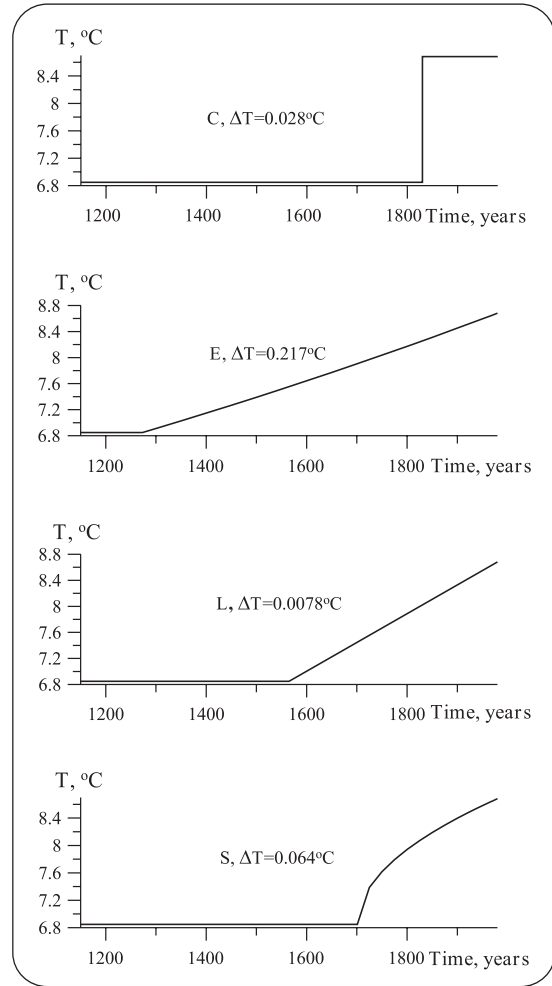 T, °C
8.4
8
7.6
7.2
6.8
C, ΔT=0.028°C
1200 1400 1600 1800 Time, years
T, °C
8.8
8.4
8
7.6
7.2
6.8
E, ΔT=0.217°C
1200 1400 1600 1800 Time, years
T, °C
8.8
8.4
8
7.6
7.2
6.8
L, ΔT=0.0078°C
1200 1400 1600 1800 Time, years
T, °C
8.4
8
7.6
7.2
6.8
S, ΔT=0.064°C
1200 1400 1600 1800 Time, years